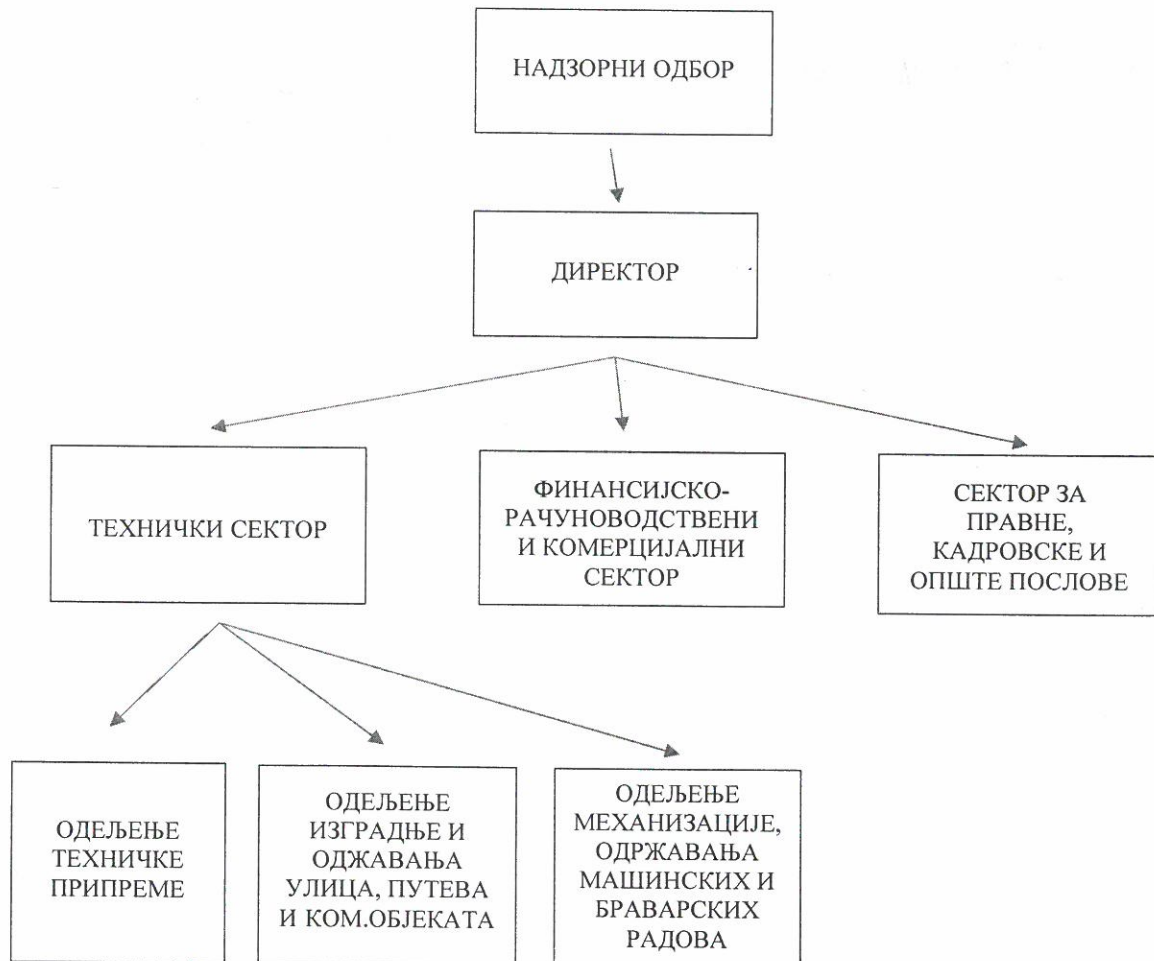 НАДЗОРНИ ОДБОР
ДИРЕКТОР
ТЕХНИЧКИ СЕКТОР
ФИНАНСИЈСКО-
РАЧУНОВОДСТВЕНИ
И КОМЕРЦИЈАЛНИ
СЕКТОР
СЕКТОР ЗА
ПРАВНЕ,
КАДРОВСКЕ И
ОПШТЕ ПОСЛОВЕ
ОДЕЉЕЊЕ
ТЕХНИЧКЕ
ПРИПРЕМЕ
ОДЕЉЕЊЕ
ИЗГРАДЊЕ И
ОДЖАВАЊА
УЛИЦА, ПУТЕВА
И КОМ.ОБЈЕКАТА
ОДЕЉЕЊЕ
МЕХАНИЗАЦИЈЕ,
ОДРЖАВАЊА
МАШИНСКИХ И
БРАВАРСКИХ
РАДОВА